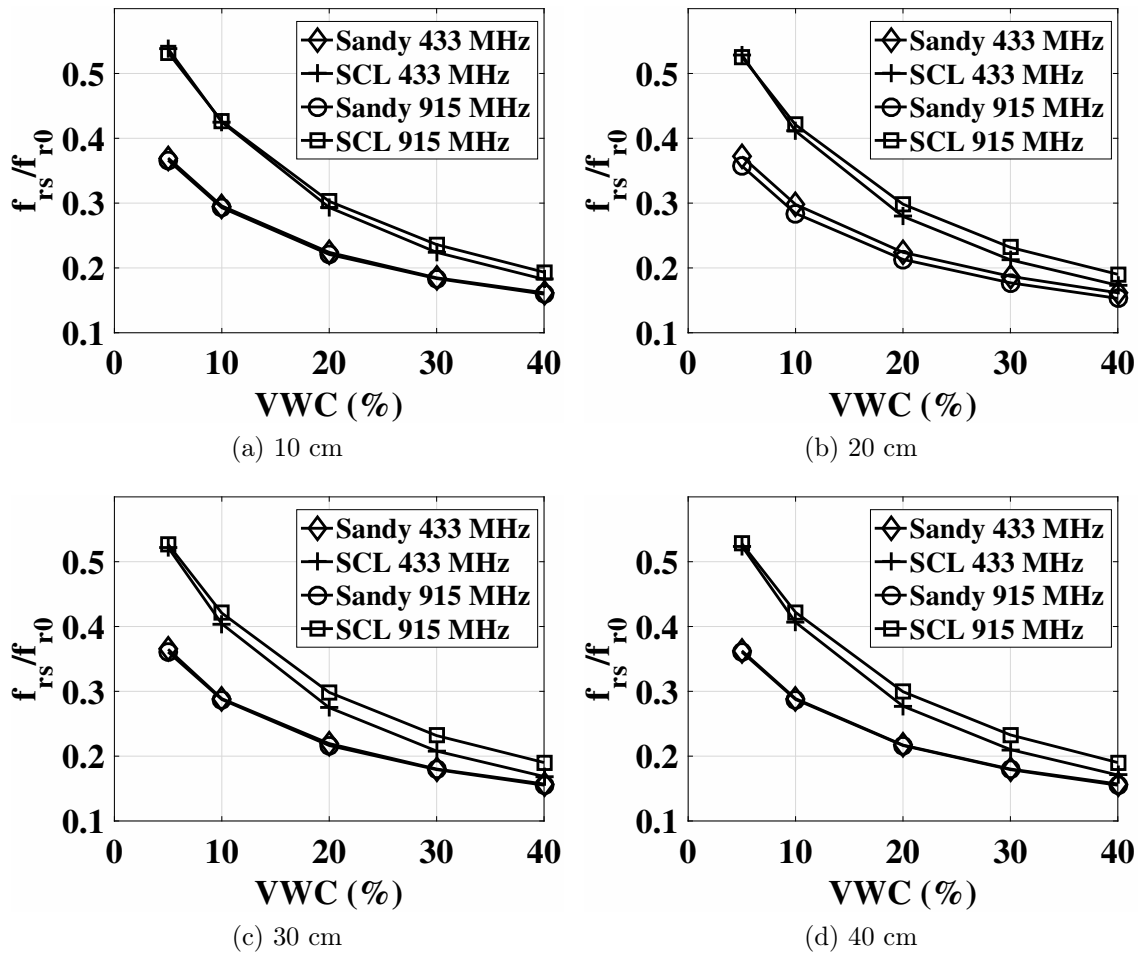 0.5
0.4
0.3
0.2
0.1
f_rs/f_r0
Sandy 433 MHz
SCL 433 MHz
Sandy 915 MHz
SCL 915 MHz
0 10 20 30 40
VWC (%)
(a) 10 cm
0.5
0.4
0.3
0.2
0.1
f_rs/f_r0
Sandy 433 MHz
SCL 433 MHz
Sandy 915 MHz
SCL 915 MHz
0 10 20 30 40
VWC (%)
(b) 20 cm
0.5
0.4
0.3
0.2
0.1
f_rs/f_r0
Sandy 433 MHz
SCL 433 MHz
Sandy 915 MHz
SCL 915 MHz
0 10 20 30 40
VWC (%)
(c) 30 cm
0.5
0.4
0.3
0.2
0.1
f_rs/f_r0
Sandy 433 MHz
SCL 433 MHz
Sandy 915 MHz
SCL 915 MHz
0 10 20 30 40
VWC (%)
(d) 40 cm